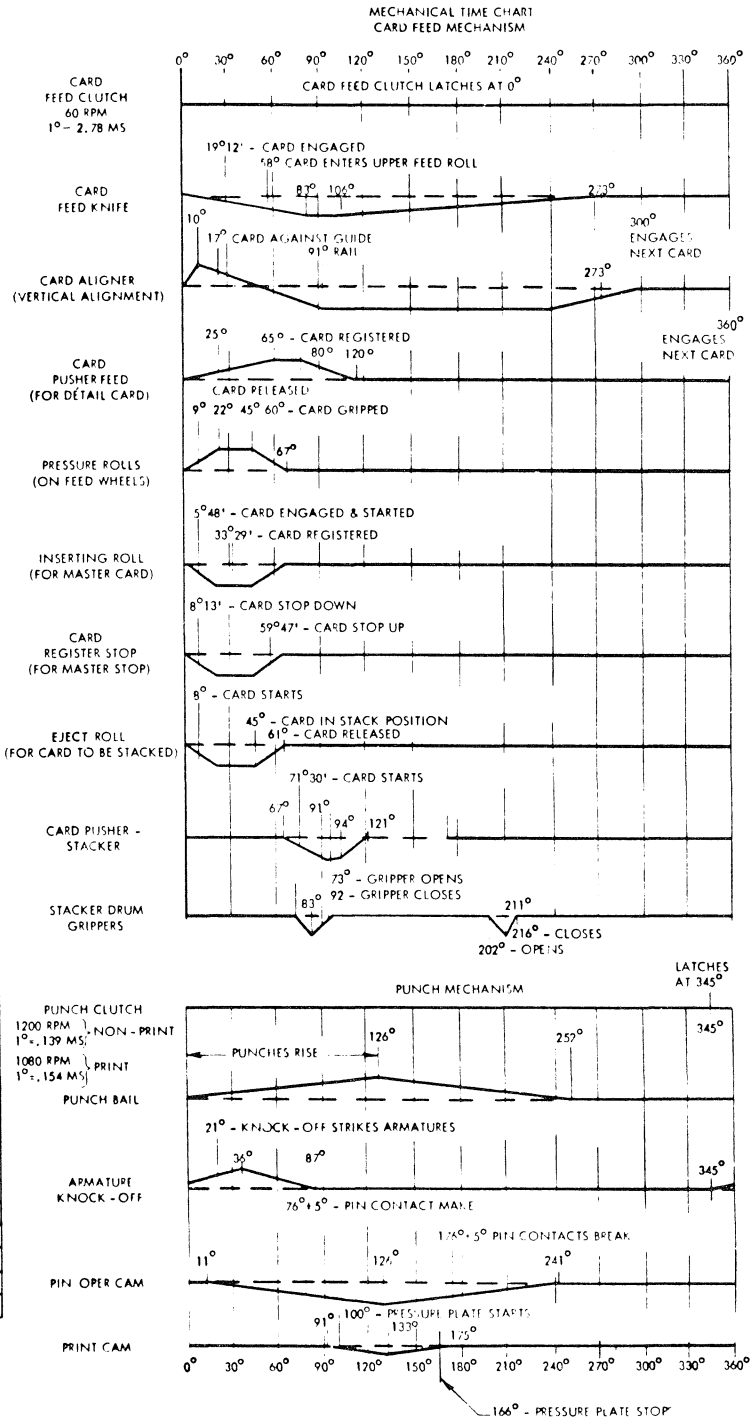 MECHANICAL TIME CHART
CARD FEED MECHANISM
0° 30° 60° 90° 120° 150° 180° 210° 240° 270° 300° 330° 360°
CARD
FEED CLUTCH
60 RPM
1° - 2.78 MS
CARD FEED CLUTCH LATCHES AT 0°
19°12' - CARD ENGAGED
58° CARD ENTERS UPPER FEED ROLL
CARD
FEED KNIFE
83° 106° 273°
10°
17° CARD AGAINST GUIDE
91° RAIL
300°
ENGAGES
NEXT CARD
CARD ALIGNER
(VERTICAL ALIGNMENT)
273°
360°
ENGAGES
NEXT CARD
25° 65° - CARD REGISTERED
80° 120°
CARD
PUSHER FEED
(FOR DETAIL CARD)
CARD RELEASED
9° 22° 45° 60° - CARD GRIPPED
67°
PRESSURE ROLLS
(ON FEED WHEELS)
5°48' - CARD ENGAGED & STARTED
33°29' - CARD REGISTERED
INSERTING ROLL
(FOR MASTER CARD)
8°13' - CARD STOP DOWN
59°47' - CARD STOP UP
CARD
REGISTER STOP
(FOR MASTER STOP)
8° - CARD STARTS
45° - CARD IN STACK POSITION
61° - CARD RELEASED
EJECT ROLL
(FOR CARD TO BE STACKED)
71°30' - CARD STARTS
67° 91° 94° 121°
CARD PUSHER -
STACKER
73° - GRIPPER OPENS
92 - GRIPPER CLOSES
83° 211°
STACKER DRUM
GRIPPERS
216° - CLOSES
202° - OPENS
PUNCH MECHANISM
LATCHES
AT 345°
PUNCH CLUTCH
1200 RPM
1°=.139 MS } NON - PRINT
1080 RPM
1°=.154 MS } PRINT
PUNCHES RISE
126° 252° 345°
PUNCH BAIL
21° - KNOCK - OFF STRIKES ARMATURES
36° 87° 345°
ARMATURE
KNOCK - OFF
76°+5° - PIN CONTACT MAKE
176°+5° PIN CONTACTS BREAK
11° 126° 241°
PIN OPER CAM
100° - PRESSURE PLATE STARTS
91° 133° 175°
PRINT CAM
0° 30° 60° 90° 120° 150° 180° 210° 240° 270° 300° 330° 360°
166° - PRESSURE PLATE STOP